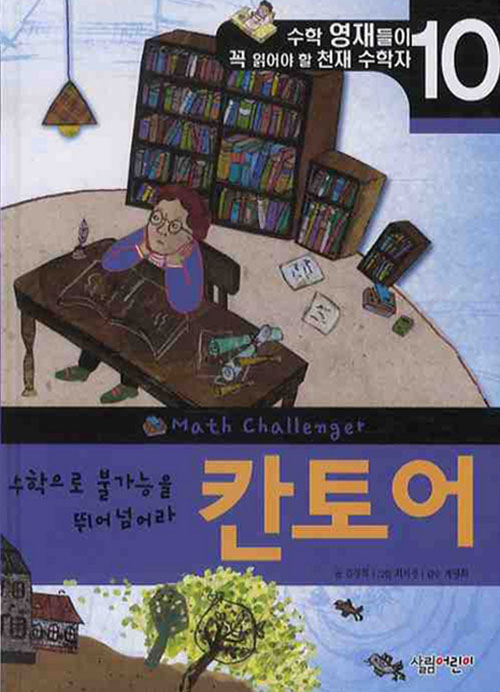 수학 영재들이
꼭 읽어야 할 천재 수학자
10
Math Challenger
수학으로 불가능을
뛰어넘어라
칸토어
살림어린이